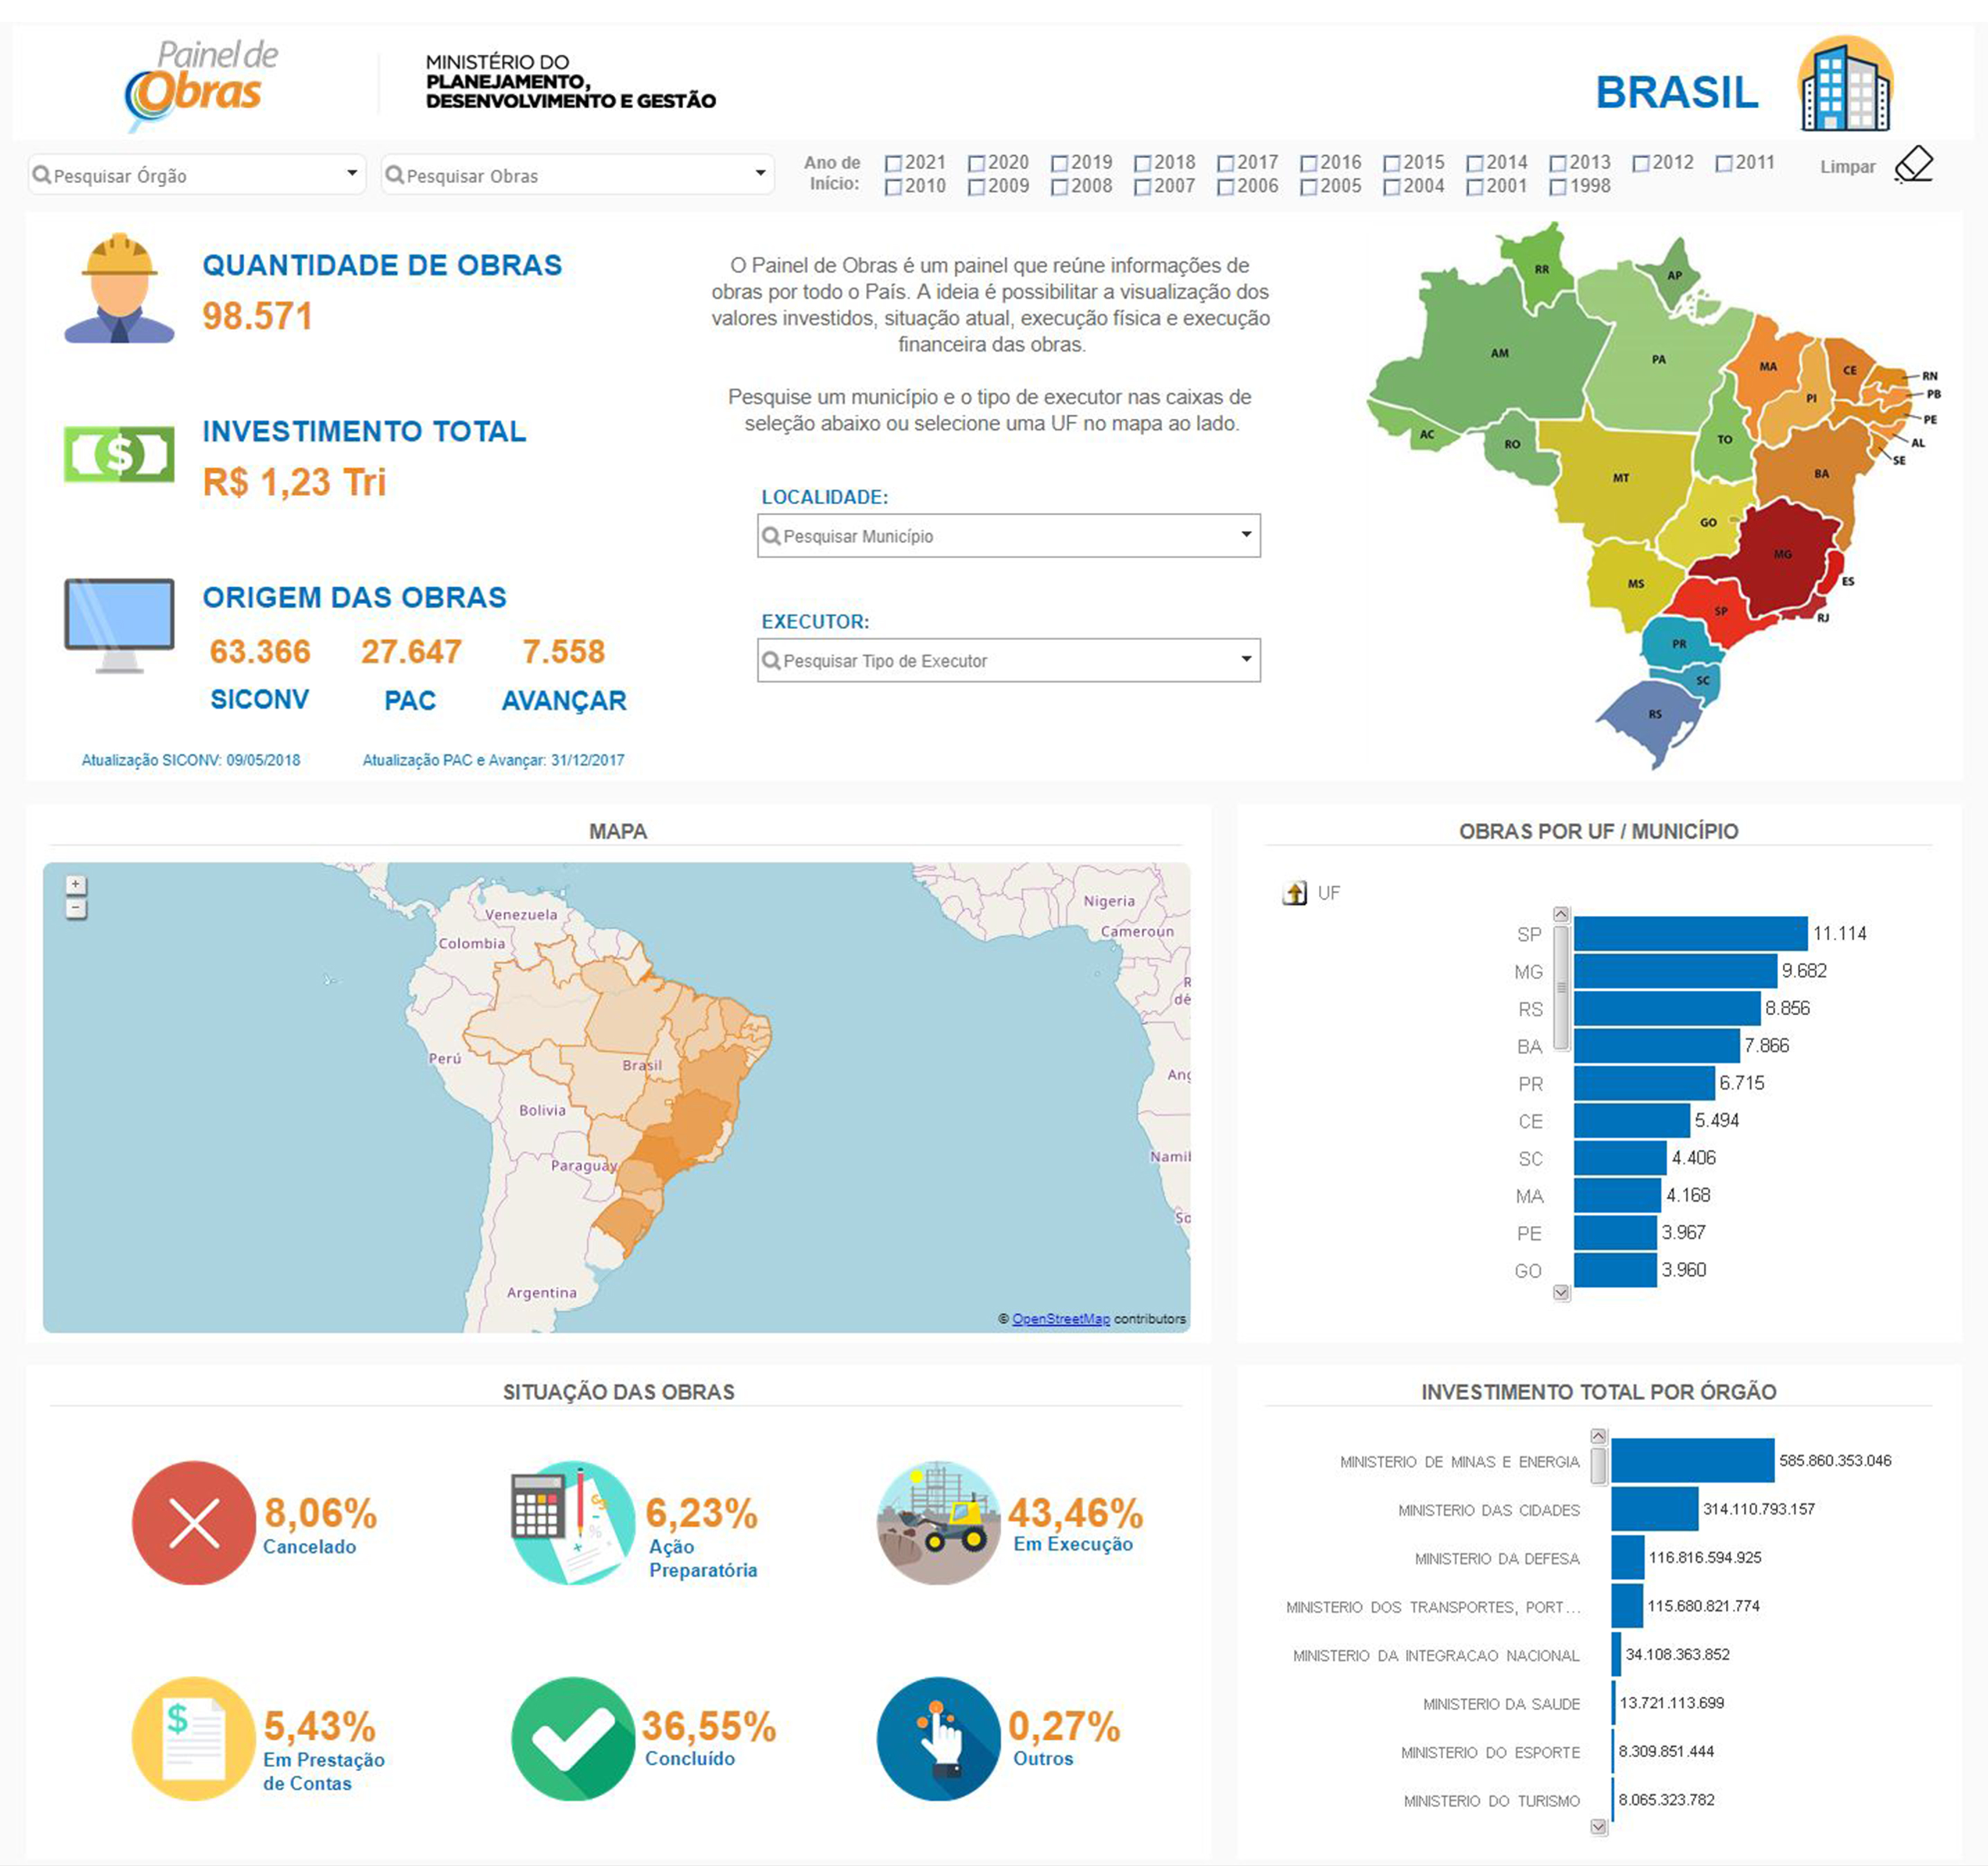 Painel de
Obras
MINISTÉRIO DO
PLANEJAMENTO,
DESENVOLVIMENTO E GESTÃO
BRASIL
Pesquisar Órgão
Pesquisar Obras
Ano de
Início:
2021 2020 2019 2018 2017 2016 2015 2014 2013 2012 2011
2010 2009 2008 2007 2006 2005 2004 2001 1998
Limpar
QUANTIDADE DE OBRAS
98.571
INVESTIMENTO TOTAL
R$ 1,23 Tri
ORIGEM DAS OBRAS
63.366 27.647 7.558
SICONV PAC AVANÇAR
Atualização SICONV: 09/05/2018 Atualização PAC e Avançar: 31/12/2017
O Painel de Obras é um painel que reúne informações de
obras por todo o País. A ideia é possibilitar a visualização dos
valores investidos, situação atual, execução física e execução
financeira das obras.
Pesquise um município e o tipo de executor nas caixas de
seleção abaixo ou selecione uma UF no mapa ao lado.
LOCALIDADE:
Pesquisar Município
EXECUTOR:
Pesquisar Tipo de Executor
RR
AP
AM
PA
MA
CE
RN
PI
PB
PE
AC
RO
TO
AL
SE
MT
BA
GO
MG
MS
ES
SP
RJ
PR
SC
RS
MAPA
+
−
Venezuela
Colombia
Nigeria
Cameroun
R
dé
Perú
Brasil
Ang
Bolivia
Paraguay
Namil
So
Argentina
© OpenStreetMap contributors
OBRAS POR UF / MUNICÍPIO
UF
SP 11.114
MG 9.682
RS 8.856
BA 7.866
PR 6.715
CE 5.494
SC 4.406
MA 4.168
PE 3.967
GO 3.960
SITUAÇÃO DAS OBRAS
8,06%
Cancelado
6,23%
Ação
Preparatória
43,46%
Em Execução
5,43%
Em Prestação
de Contas
36,55%
Concluído
0,27%
Outros
INVESTIMENTO TOTAL POR ÓRGÃO
MINISTERIO DE MINAS E ENERGIA 585.860.353.046
MINISTERIO DAS CIDADES 314.110.793.157
MINISTERIO DA DEFESA 116.816.594.925
MINISTERIO DOS TRANSPORTES, PORT... 115.680.821.774
MINISTERIO DA INTEGRACAO NACIONAL 34.108.363.852
MINISTERIO DA SAUDE 13.721.113.699
MINISTERIO DO ESPORTE 8.309.851.444
MINISTERIO DO TURISMO 8.065.323.782